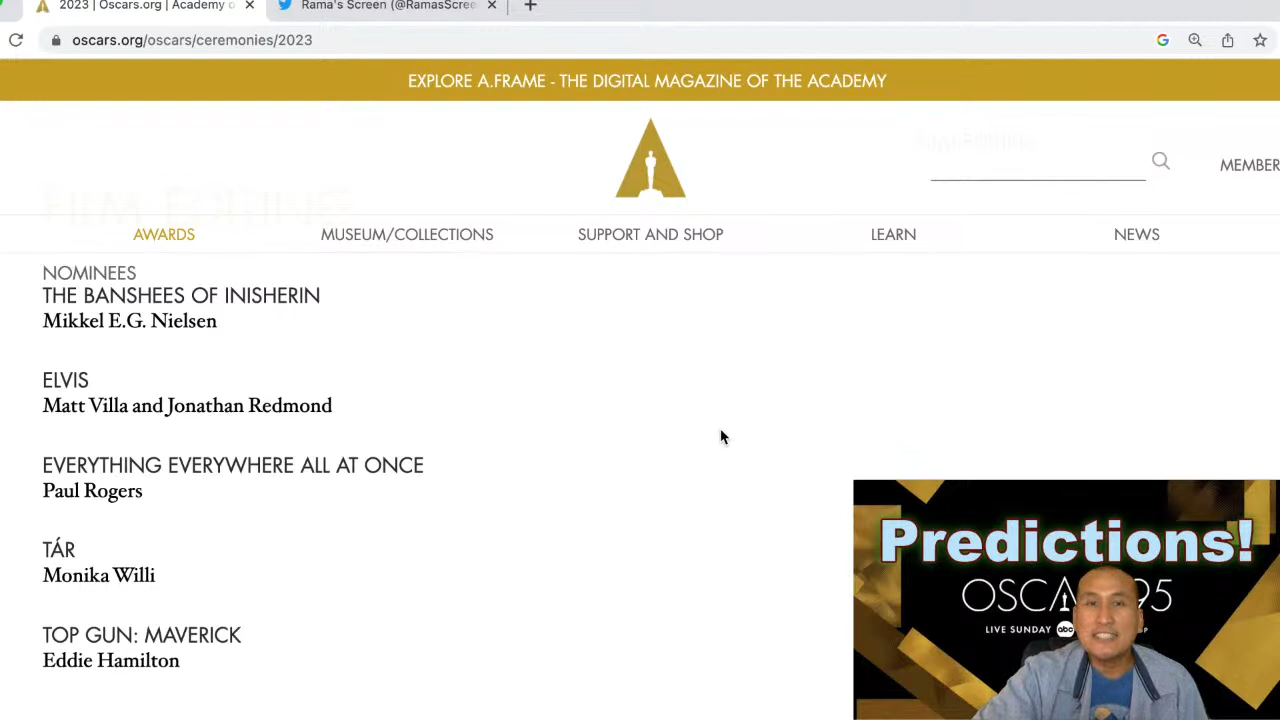 2023 | Oscars.org | Academy o
Rama's Screen (@RamasScree
oscars.org/oscars/ceremonies/2023
EXPLORE A.FRAME - THE DIGITAL MAGAZINE OF THE ACADEMY
MEMBER
FILM EDITING
AWARDS
MUSEUM/COLLECTIONS
SUPPORT AND SHOP
LEARN
NEWS
NOMINEES
THE BANSHEES OF INISHERIN
Mikkel E.G. Nielsen
ELVIS
Matt Villa and Jonathan Redmond
EVERYTHING EVERYWHERE ALL AT ONCE
Paul Rogers
TÁR
Monika Willi
TOP GUN: MAVERICK
Eddie Hamilton
Predictions!
LIVE SUNDAY abc